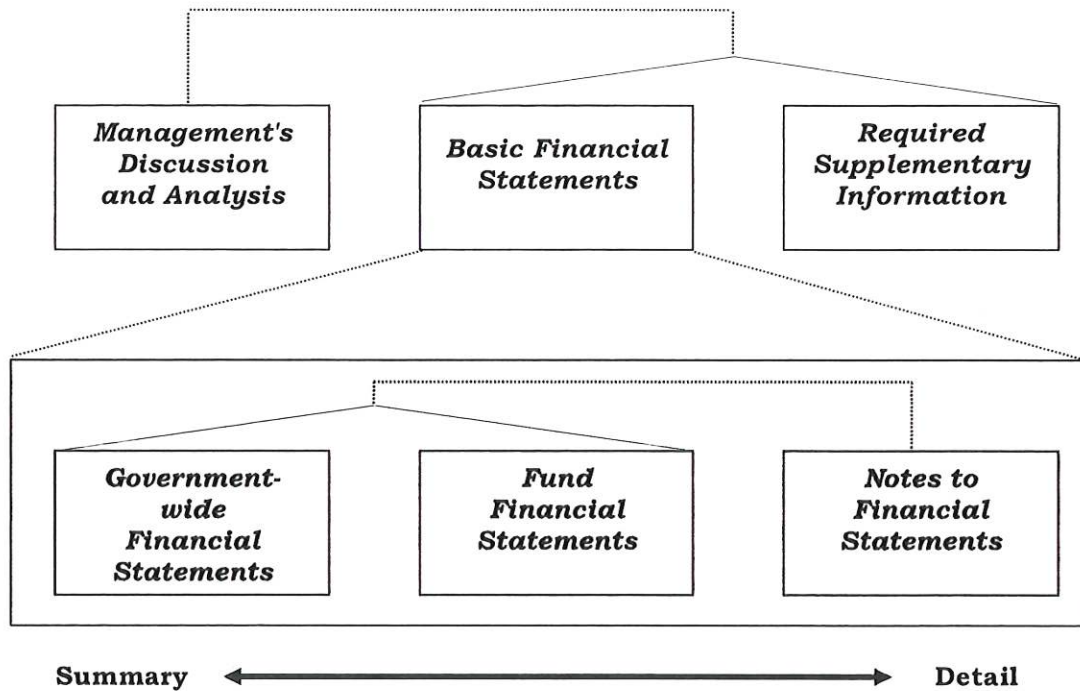 Management's
Discussion
and Analysis
Basic Financial
Statements
Required
Supplementary
Information
Government-
wide
Financial
Statements
Fund
Financial
Statements
Notes to
Financial
Statements
Summary
Detail